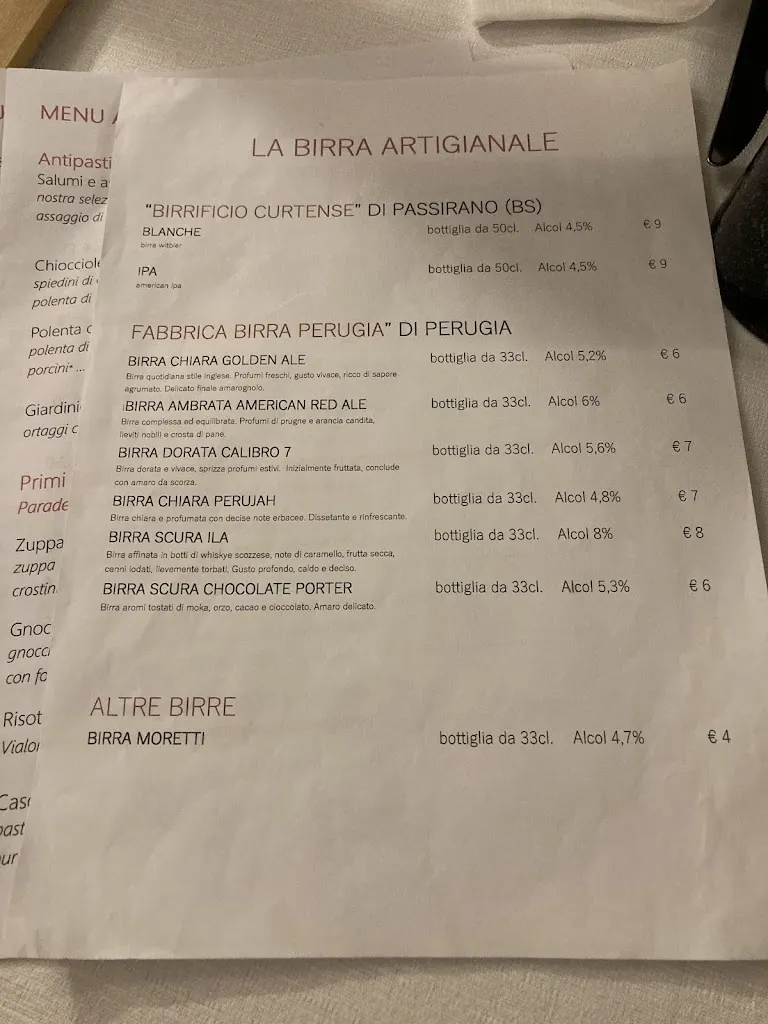 MENU
Antipasti
Salumi e a
nostra selez
assaggio di
Chiocciole
spiedini di
polenta di
Polenta c
polenta di
porcini* ...
Giardini
ortaggi c
Primi
Parade
Zuppa
zuppa
crostin
Gnoc
gnocc
con fo
Risot
Vialon
Cas
past
ur
LA BIRRA ARTIGIANALE
"BIRRIFICIO CURTENSE" DI PASSIRANO (BS)
BLANCHE bottiglia da 50cl. Alcol 4,5% € 9
birra witbier
IPA bottiglia da 50cl. Alcol 4,5% € 9
american ipa
FABBRICA BIRRA PERUGIA" DI PERUGIA
BIRRA CHIARA GOLDEN ALE bottiglia da 33cl. Alcol 5,2% € 6
Birra quotidiana stile inglese. Profumi freschi, gusto vivace, ricco di sapore
agrumato. Delicato finale amarognolo.
BIRRA AMBRATA AMERICAN RED ALE bottiglia da 33cl. Alcol 6% € 6
Birra complessa ed equilibrata. Profumi di prugne e arancia candita,
lieviti nobili e crosta di pane.
BIRRA DORATA CALIBRO 7 bottiglia da 33cl. Alcol 5,6% € 7
Birra dorata e vivace, sprizza profumi estivi. Inizialmente fruttata, conclude
con amaro da scorza.
BIRRA CHIARA PERUJAH bottiglia da 33cl. Alcol 4,8% € 7
Birra chiara e profumata con decise note erbacee. Dissetante e rinfrescante.
BIRRA SCURA ILA bottiglia da 33cl. Alcol 8% € 8
Birra affinata in botti di whiskye scozzese, note di caramello, frutta secca,
cenni iodati, lievemente torbati. Gusto profondo, caldo e deciso.
BIRRA SCURA CHOCOLATE PORTER bottiglia da 33cl. Alcol 5,3% € 6
Birra aromi tostati di moka, orzo, cacao e cioccolato. Amaro delicato.
ALTRE BIRRE
BIRRA MORETTI bottiglia da 33cl. Alcol 4,7% € 4